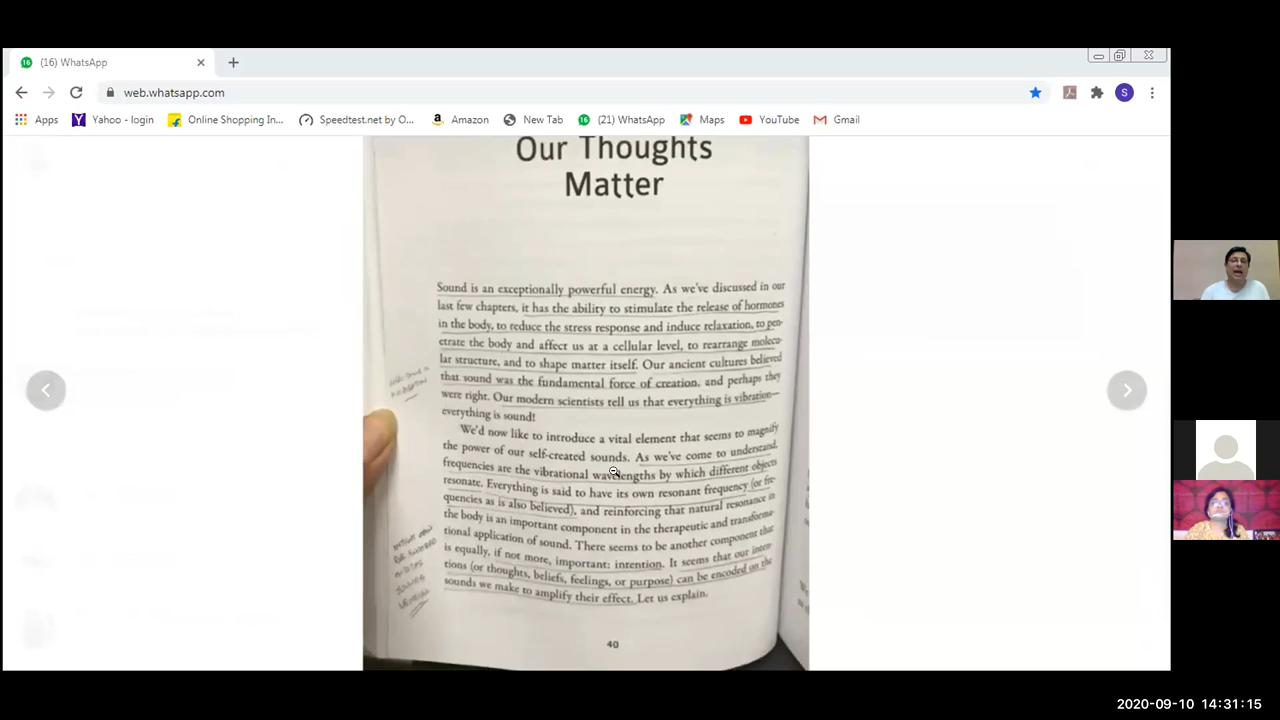 (16) WhatsApp
web.whatsapp.com
S
Apps Yahoo - login Online Shopping In... Speedtest.net by O... Amazon New Tab (21) WhatsApp Maps YouTube Gmail
Our Thoughts
Matter
Sound is an exceptionally powerful energy. As we've discussed in our
last few chapters, it has the ability to stimulate the release of hormones
in the body, to reduce the stress response and induce relaxation, to pen-
etrate the body and affect us at a cellular level, to rearrange molecu-
lar structure, and to shape matter itself. Our ancient cultures believed
that sound was the fundamental force of creation, and perhaps they
were right. Our modern scientists tell us that everything is vibration—
everything is sound!
We'd now like to introduce a vital element that seems to magnify
the power of our self-created sounds. As we've come to understand,
frequencies are the vibrational wavelengths by which different objects
resonate. Everything is said to have its own resonant frequency (or fre-
quencies as is also believed), and reinforcing that natural resonance in
the body is an important component in the therapeutic and transforma-
tional application of sound. There seems to be another component that
is equally, if not more, important: intention. It seems that our inten-
tions (or thoughts, beliefs, feelings, or purpose) can be encoded on the
sounds we make to amplify their effect. Let us explain.
40
2020-09-10 14:31:15